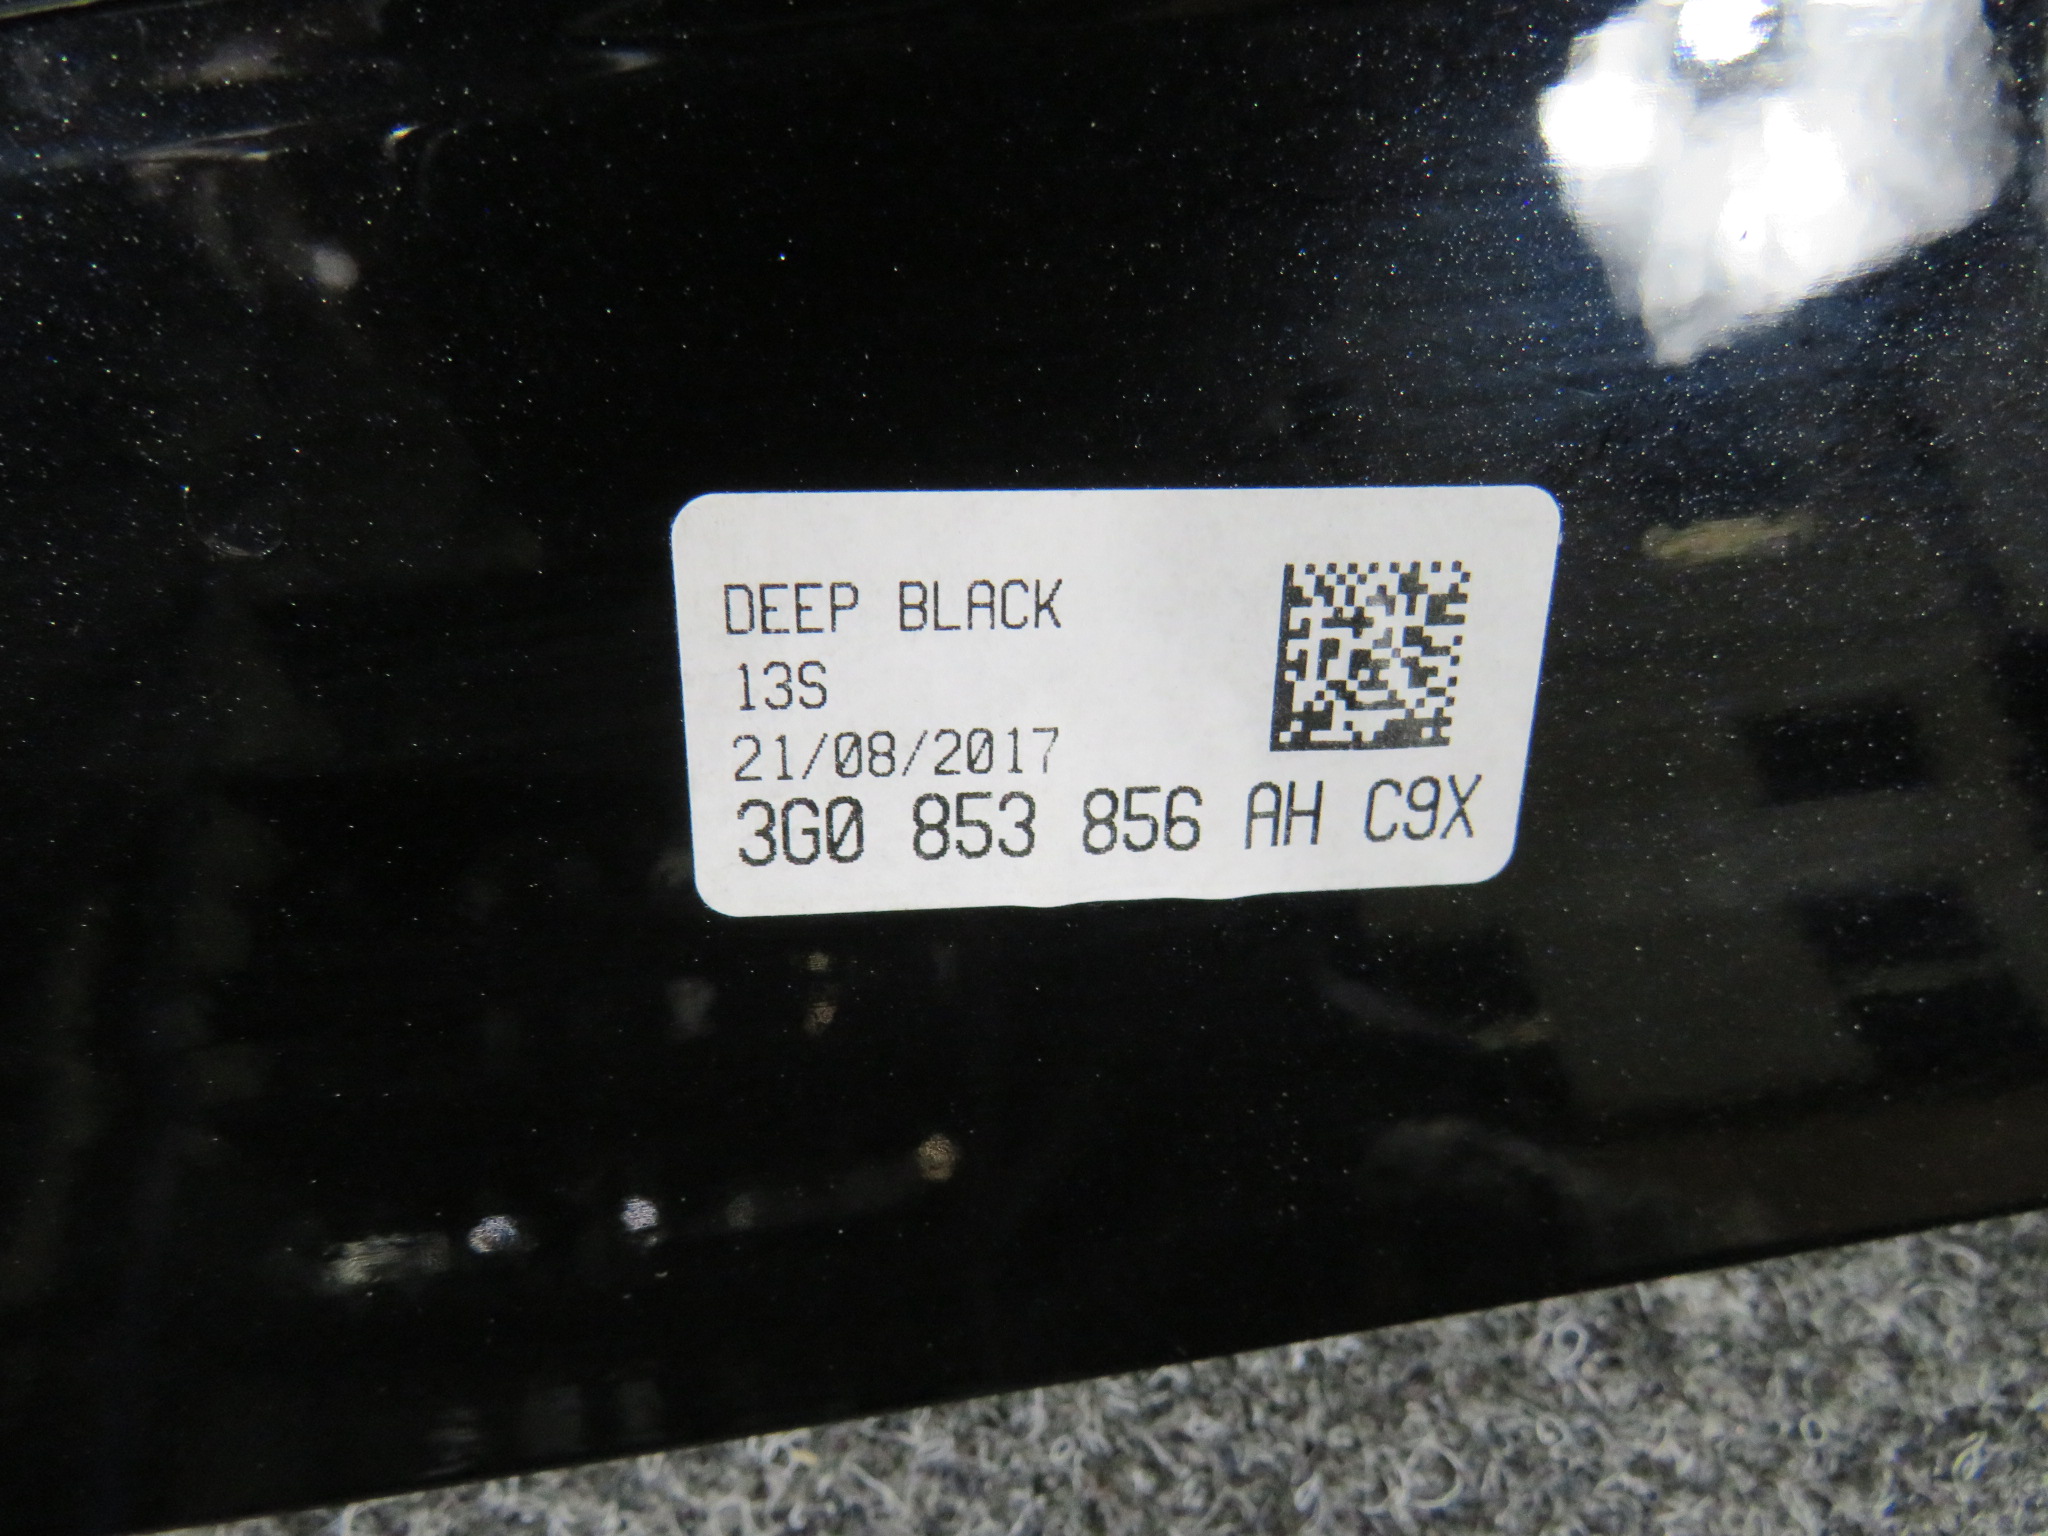 DEEP BLACK
13S
21/08/2017
3G0 853 856 AH C9X